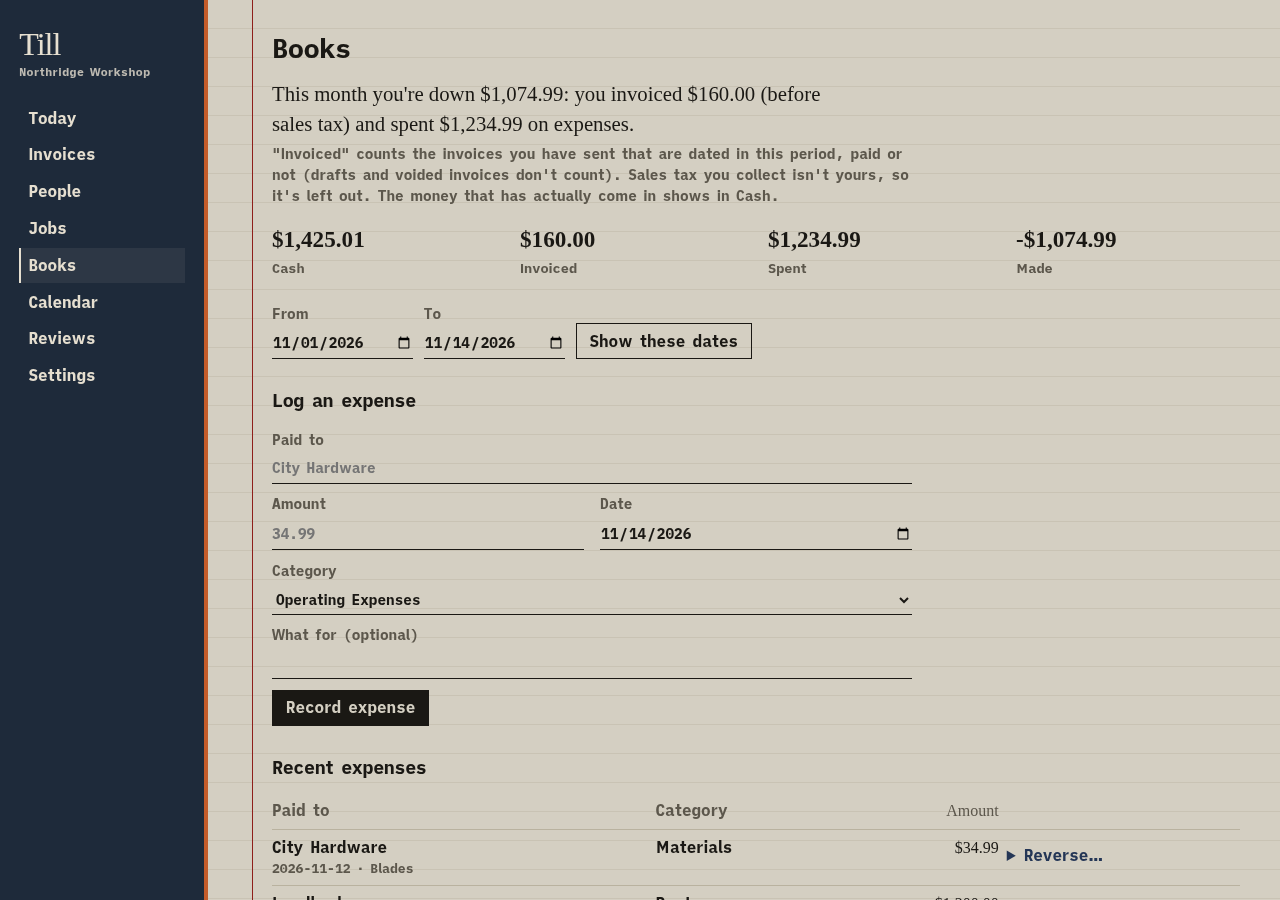 Till
Northridge Workshop
Today
Invoices
People
Jobs
Books
Calendar
Reviews
Settings
Books
This month you're down $1,074.99: you invoiced $160.00 (before
sales tax) and spent $1,234.99 on expenses.
"Invoiced" counts the invoices you have sent that are dated in this period, paid or
not (drafts and voided invoices don't count). Sales tax you collect isn't yours, so
it's left out. The money that has actually come in shows in Cash.
$1,425.01 $160.00 $1,234.99 -$1,074.99
Cash Invoiced Spent Made
From To
11/01/2026 11/14/2026 Show these dates
Log an expense
Paid to
City Hardware
Amount Date
34.99 11/14/2026
Category
Operating Expenses
What for (optional)
Record expense
Recent expenses
Paid to Category Amount
City Hardware Materials $34.99 Reverse...
2026-11-12 · Blades